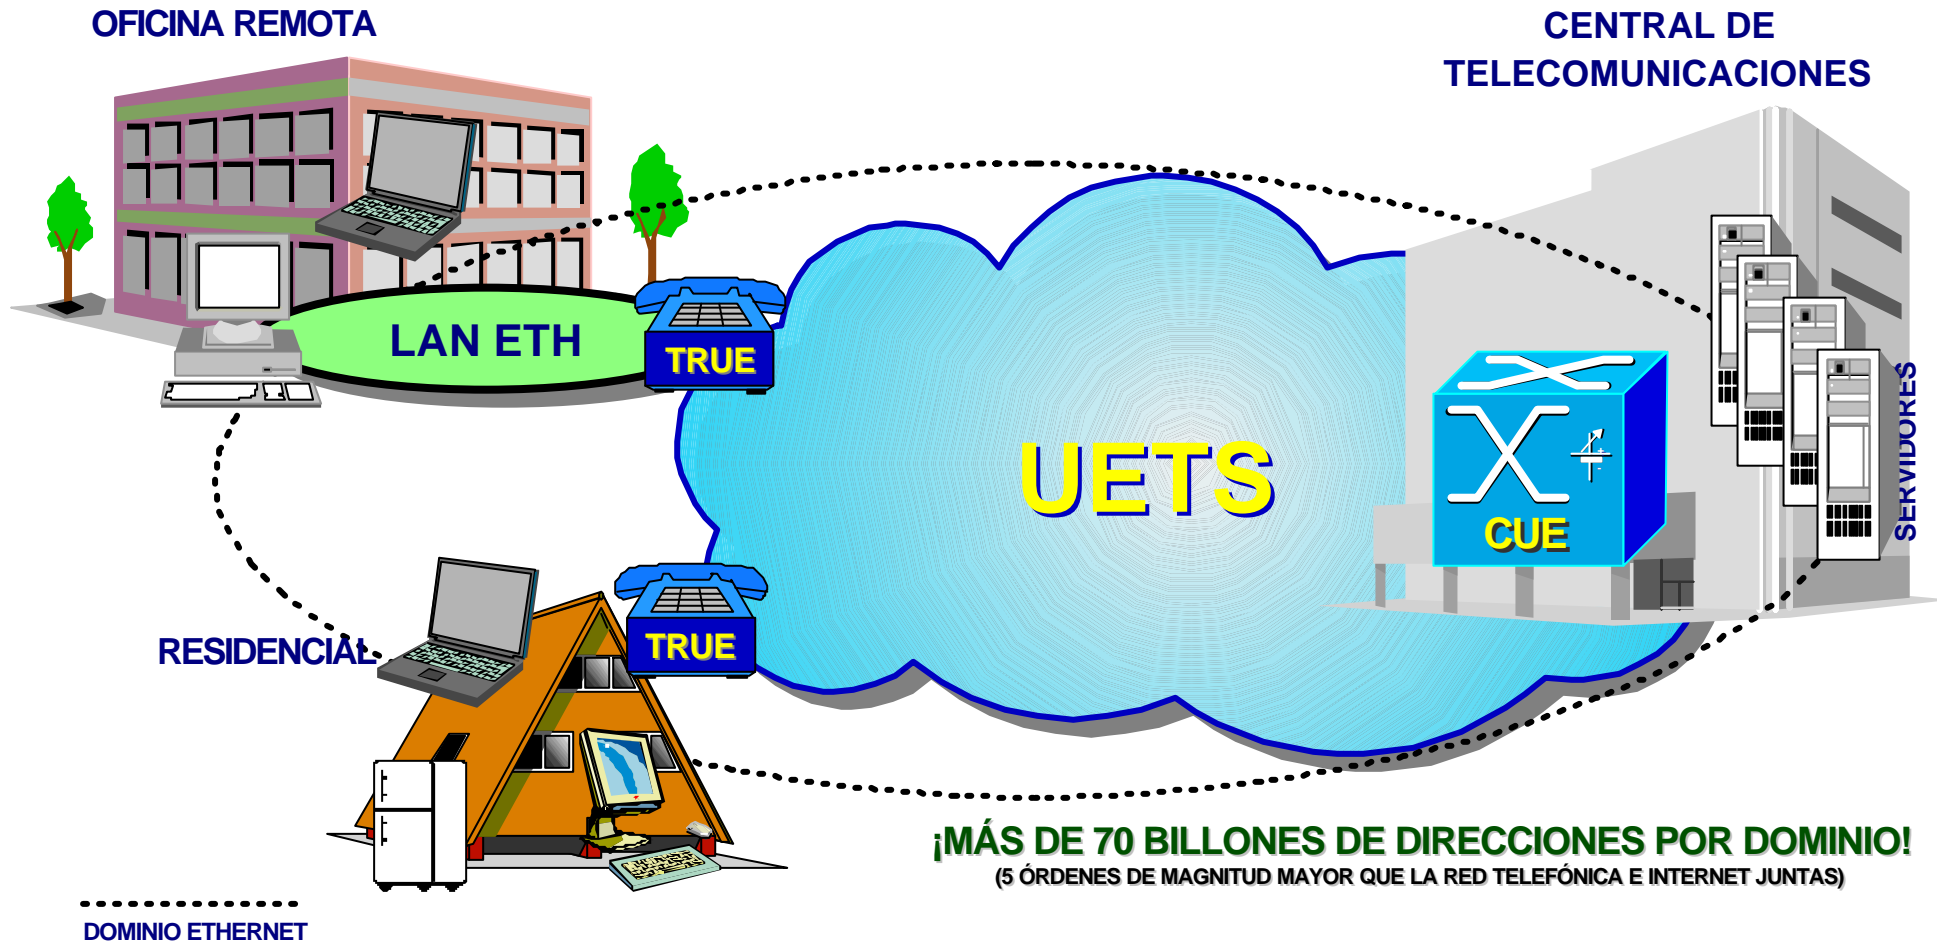 OFICINA REMOTA
CENTRAL DE
TELECOMUNICACIONES
LAN ETH
TRUE
UETS
CUE
SERVIDORES
TRUE
RESIDENCIAL
¡MÁS DE 70 BILLONES DE DIRECCIONES POR DOMINIO!
(5 ÓRDENES DE MAGNITUD MAYOR QUE LA RED TELEFÓNICA E INTERNET JUNTAS)
DOMINIO ETHERNET